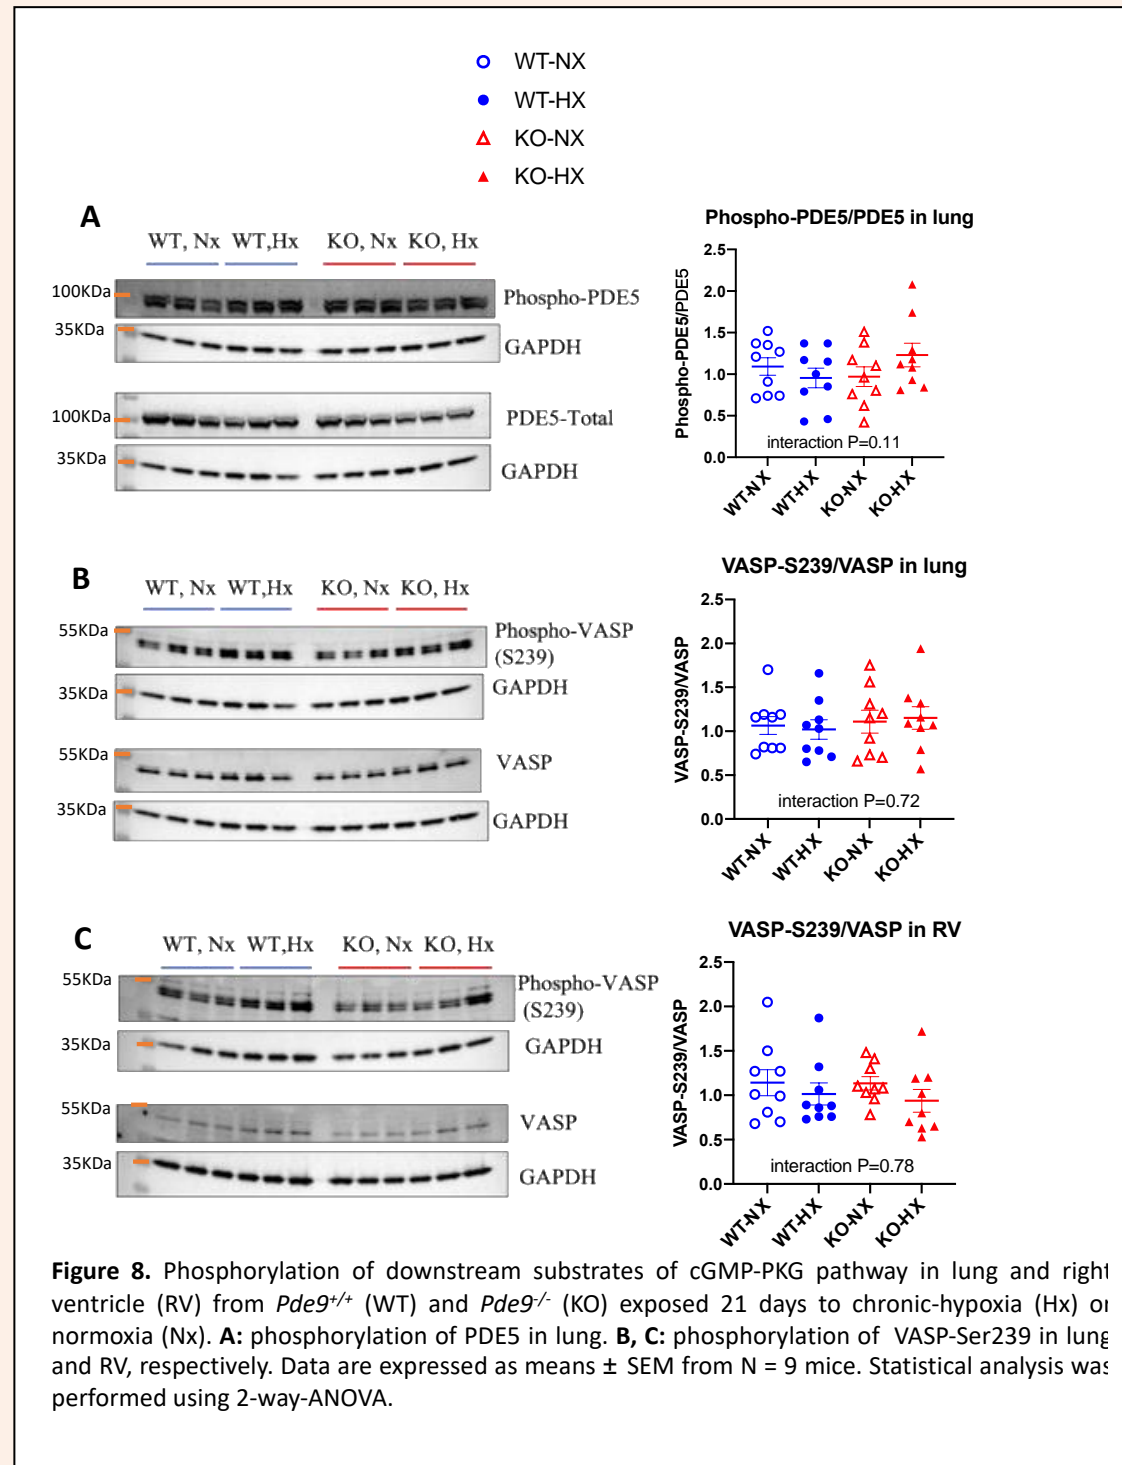 WT-NX
WT-HX
KO-NX
KO-HX
A
WT, Nx WT,Hx KO, Nx KO, Hx
100KDa
Phospho-PDE5
35KDa
GAPDH
100KDa
PDE5-Total
35KDa
GAPDH
Phospho-PDE5/PDE5 in lung
Phospho-PDE5/PDE5
2.5
2.0
1.5
1.0
0.5
0.0
interaction P=0.11
WT-NX WT-HX KO-NX KO-HX
B
WT, Nx WT,Hx KO, Nx KO, Hx
55KDa
Phospho-VASP
(S239)
35KDa
GAPDH
55KDa
VASP
35KDa
GAPDH
VASP-S239/VASP in lung
VASP-S239/VASP
2.5
2.0
1.5
1.0
0.5
0.0
interaction P=0.72
WT-NX WT-HX KO-NX KO-HX
C
WT, Nx WT,Hx KO, Nx KO, Hx
55KDa
Phospho-VASP
(S239)
35KDa
GAPDH
55KDa
VASP
35KDa
GAPDH
VASP-S239/VASP in RV
VASP-S239/VASP
2.5
2.0
1.5
1.0
0.5
0.0
interaction P=0.78
WT-NX WT-HX KO-NX KO-HX
Figure 8. Phosphorylation of downstream substrates of cGMP-PKG pathway in lung and right
ventricle (RV) from Pde9+/+ (WT) and Pde9-/- (KO) exposed 21 days to chronic-hypoxia (Hx) or
normoxia (Nx). A: phosphorylation of PDE5 in lung. B, C: phosphorylation of VASP-Ser239 in lung
and RV, respectively. Data are expressed as means ± SEM from N = 9 mice. Statistical analysis was
performed using 2-way-ANOVA.